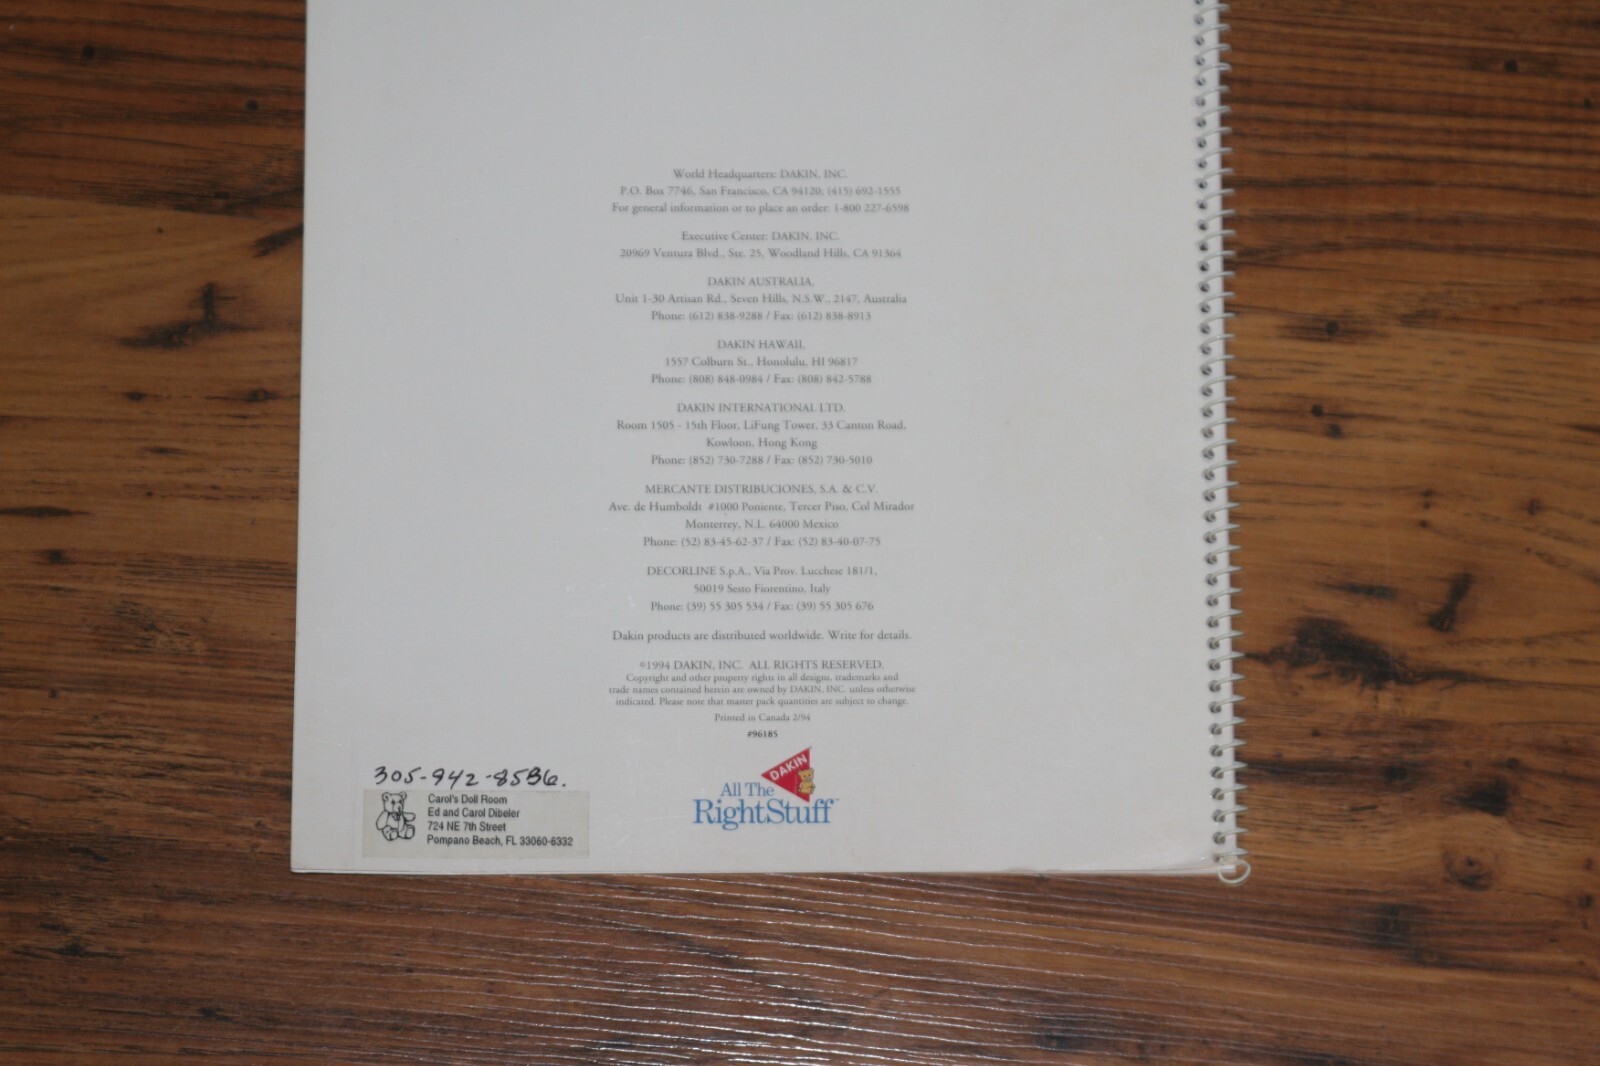 World Headquarters: DAKIN, INC.
P.O. Box 7746, San Francisco, CA 94120; (415) 692-1555
For general information or to place an order: 1-800 227-6598
Executive Center: DAKIN, INC.
20969 Ventura Blvd., Ste. 25, Woodland Hills, CA 91364
DAKIN AUSTRALIA,
Unit 1-30 Artisan Rd., Seven Hills, N.S.W., 2147, Australia
Phone: (612) 838-9288 / Fax: (612) 838-8913
DAKIN HAWAII,
1557 Colburn St., Honolulu, HI 96817
Phone: (808) 848-0984 / Fax: (808) 842-5788
DAKIN INTERNATIONAL LTD.
Room 1505 - 15th Floor, LiFung Tower, 33 Canton Road,
Kowloon, Hong Kong
Phone: (852) 730-7288 / Fax: (852) 730-5010
MERCANTE DISTRIBUCIONES, S.A. & C.V.
Ave. de Humboldt #1000 Poniente, Tercer Piso, Col Mirador
Monterrey, N.L. 64000 Mexico
Phone: (52) 83-45-62-37 / Fax: (52) 83-40-07-75
DECORLINE S.p.A., Via Prov. Lucchese 181/1,
50019 Sesto Fiorentino, Italy
Phone: (39) 55 305 534 / Fax: (39) 55 305 676
Dakin products are distributed worldwide. Write for details.
©1994 DAKIN, INC. ALL RIGHTS RESERVED.
Copyright and other property rights in all designs, trademarks and
trade names contained herein are owned by DAKIN, INC. unless otherwise
indicated. Please note that master pack quantities are subject to change.
Printed in Canada 2/94
#96185
DAKIN
All The
RightStuff™
305-942-8536.
Carol's Doll Room
Ed and Carol Dibeler
724 NE 7th Street
Pompano Beach, FL 33060-6332